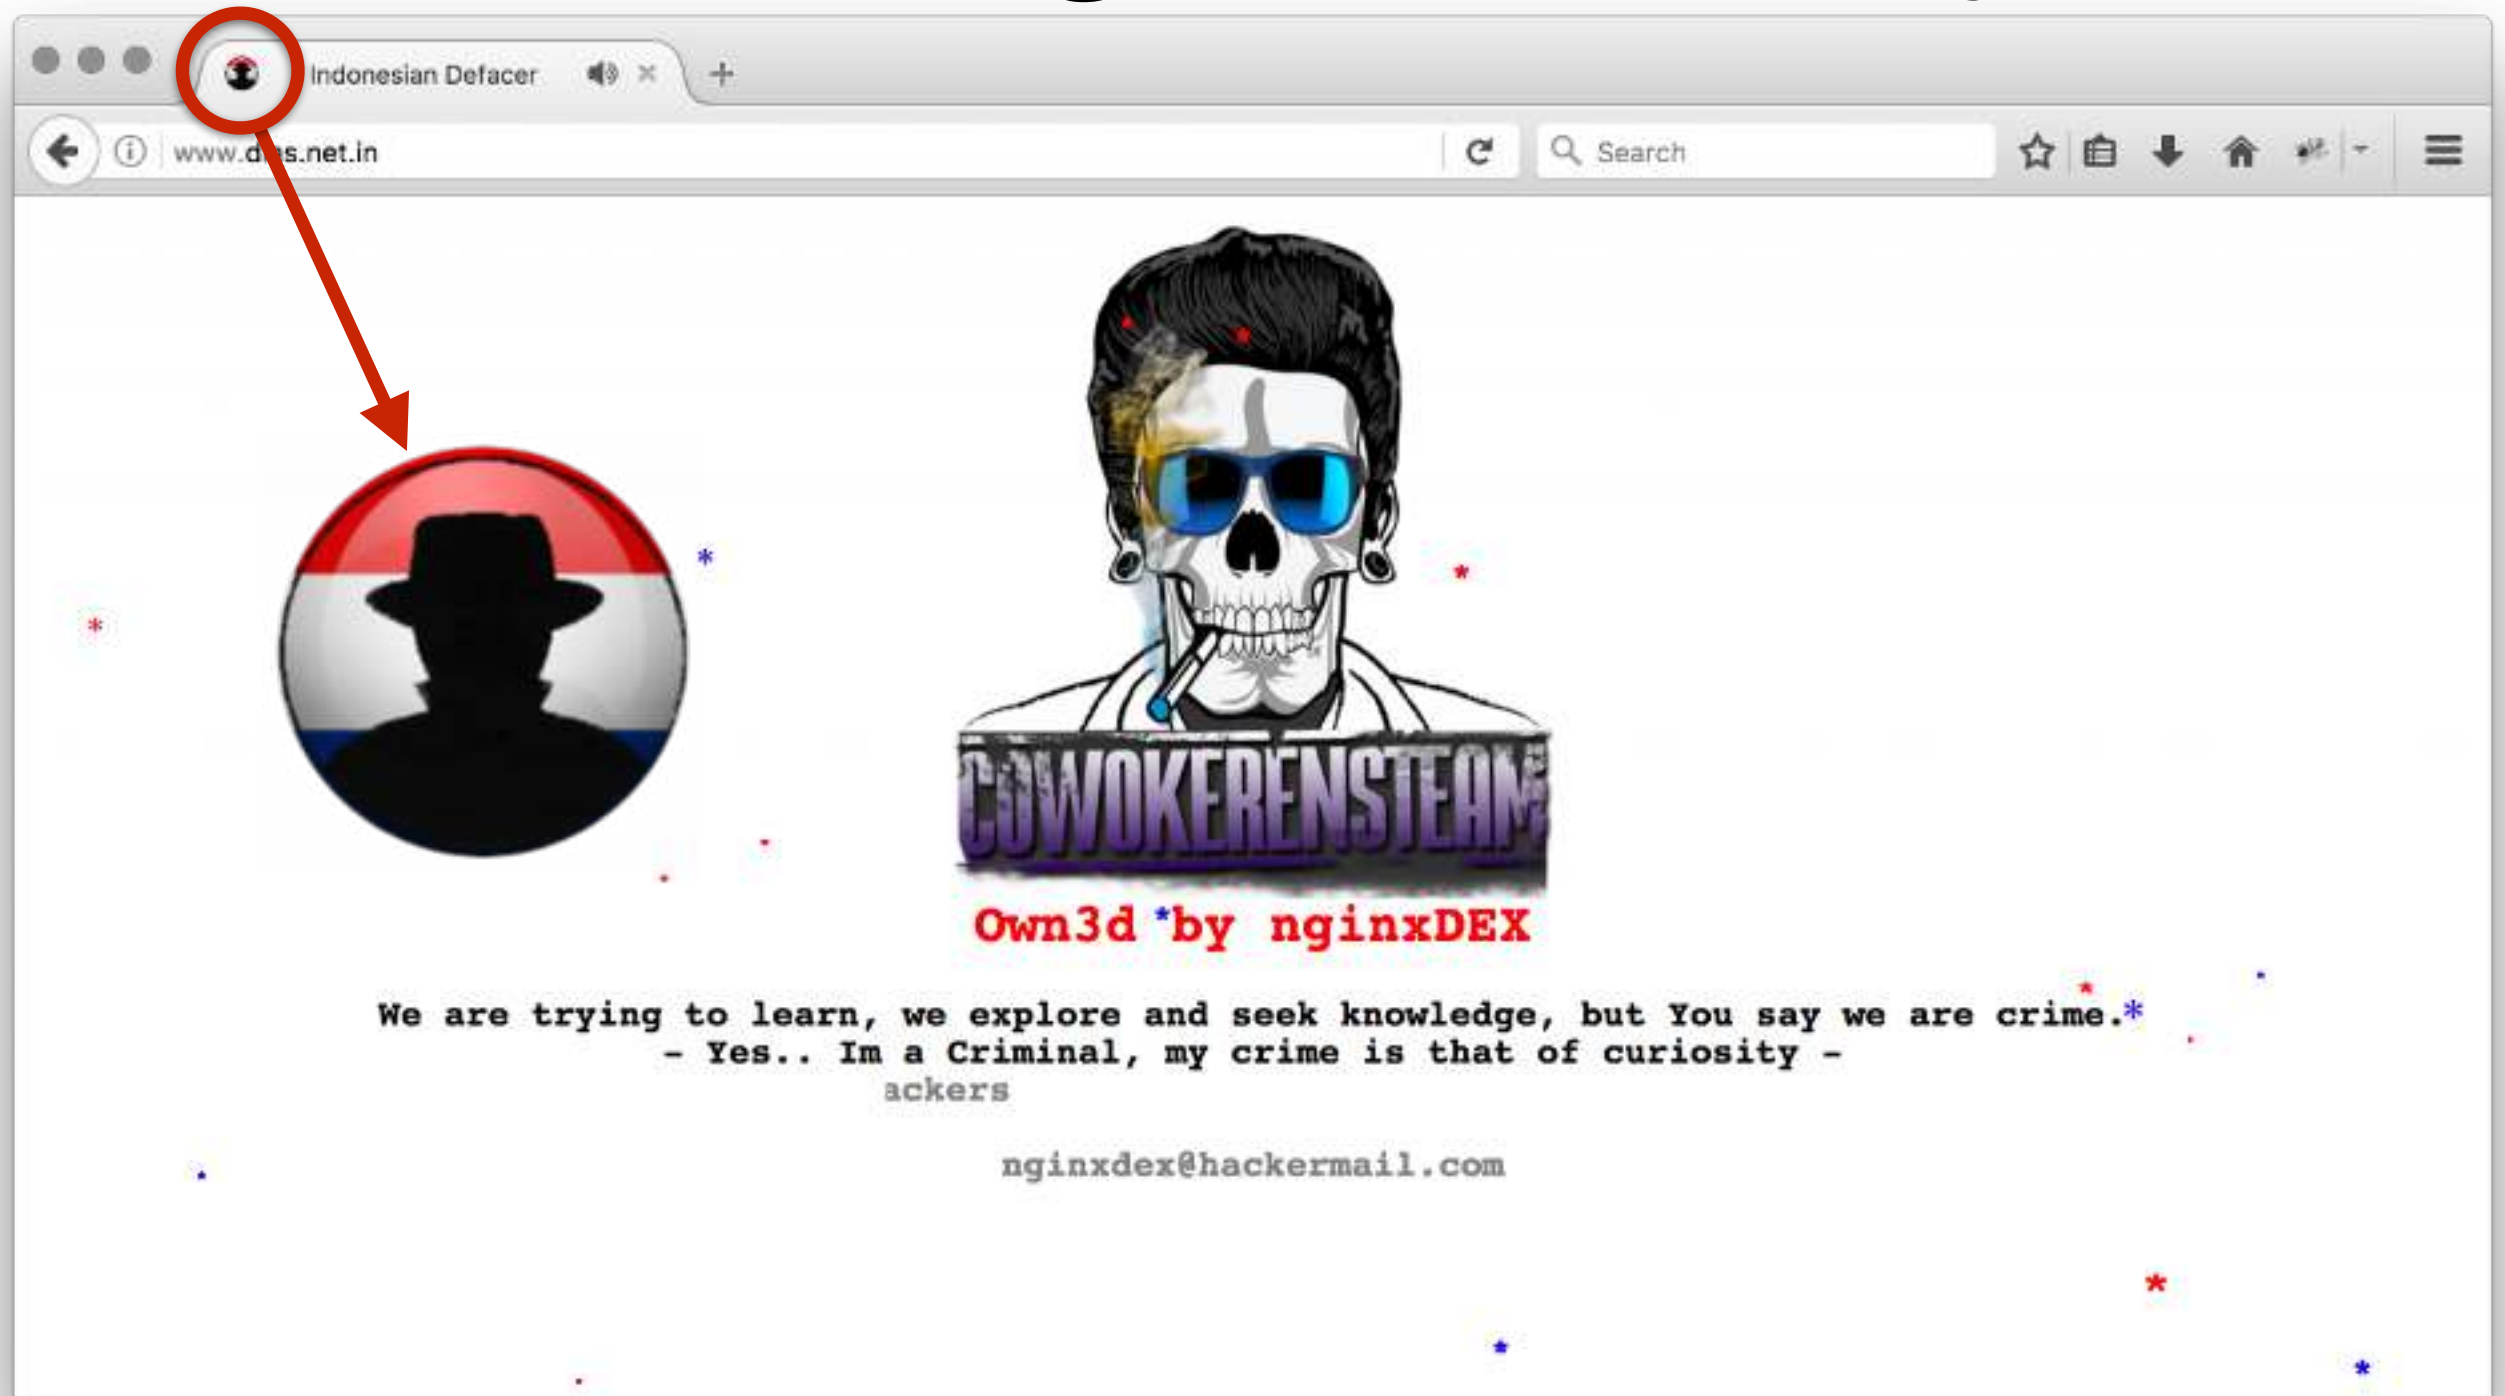 Indonesian Defacer
Search
COWOKERENSTEAM
Own3d *by nginxDEX
We are trying to learn, we explore and seek knowledge, but You say we are crime.*
- Yes.. Im a Criminal, my crime is that of curiosity -
ackers
nginxdex@hackermail.com